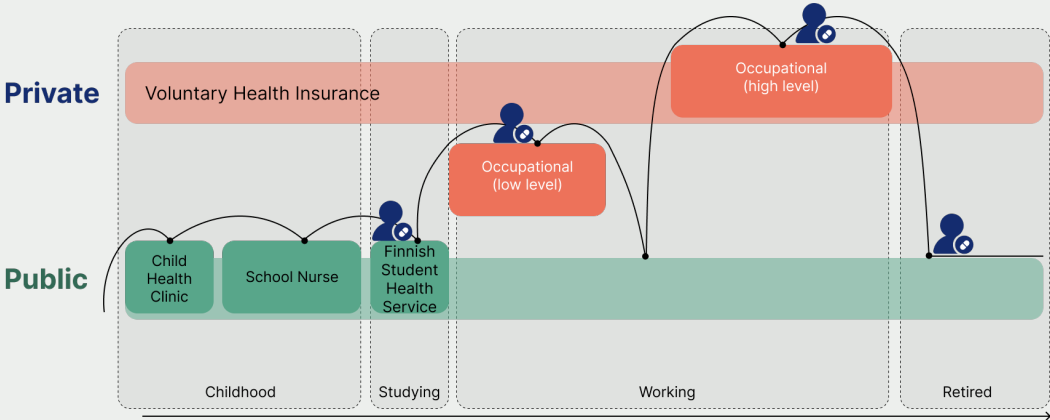 Private
Voluntary Health Insurance
Occupational
(high level)
Occupational
(low level)
Public
Child
Health
Clinic
School Nurse
Finnish
Student
Health
Service
Childhood
Studying
Working
Retired